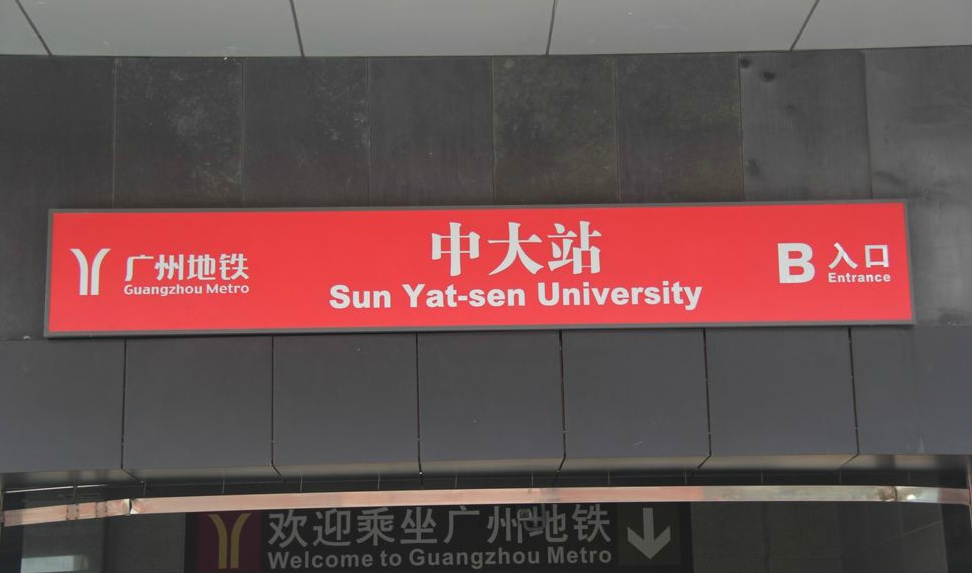 广州地铁
Guangzhou Metro
中大站
Sun Yat-sen University
B 入口
Entrance
欢迎乘坐广州地铁
Welcome to Guangzhou Metro